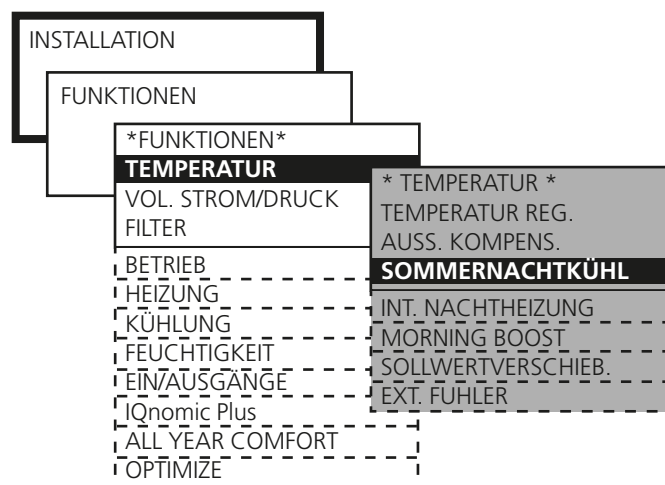 INSTALLATION
FUNKTIONEN
*FUNKTIONEN*
TEMPERATUR
VOL. STROM/DRUCK
FILTER
BETRIEB
HEIZUNG
KÜHLUNG
FEUCHTIGKEIT
EIN/AUSGÄNGE
IQnomic Plus
ALL YEAR COMFORT
OPTIMIZE
* TEMPERATUR *
TEMPERATUR REG.
AUSS. KOMPENS.
SOMMERNACHTKÜHL
INT. NACHTHEIZUNG
MORNING BOOST
SOLLWERTVERSCHIEB.
EXT. FUHLER